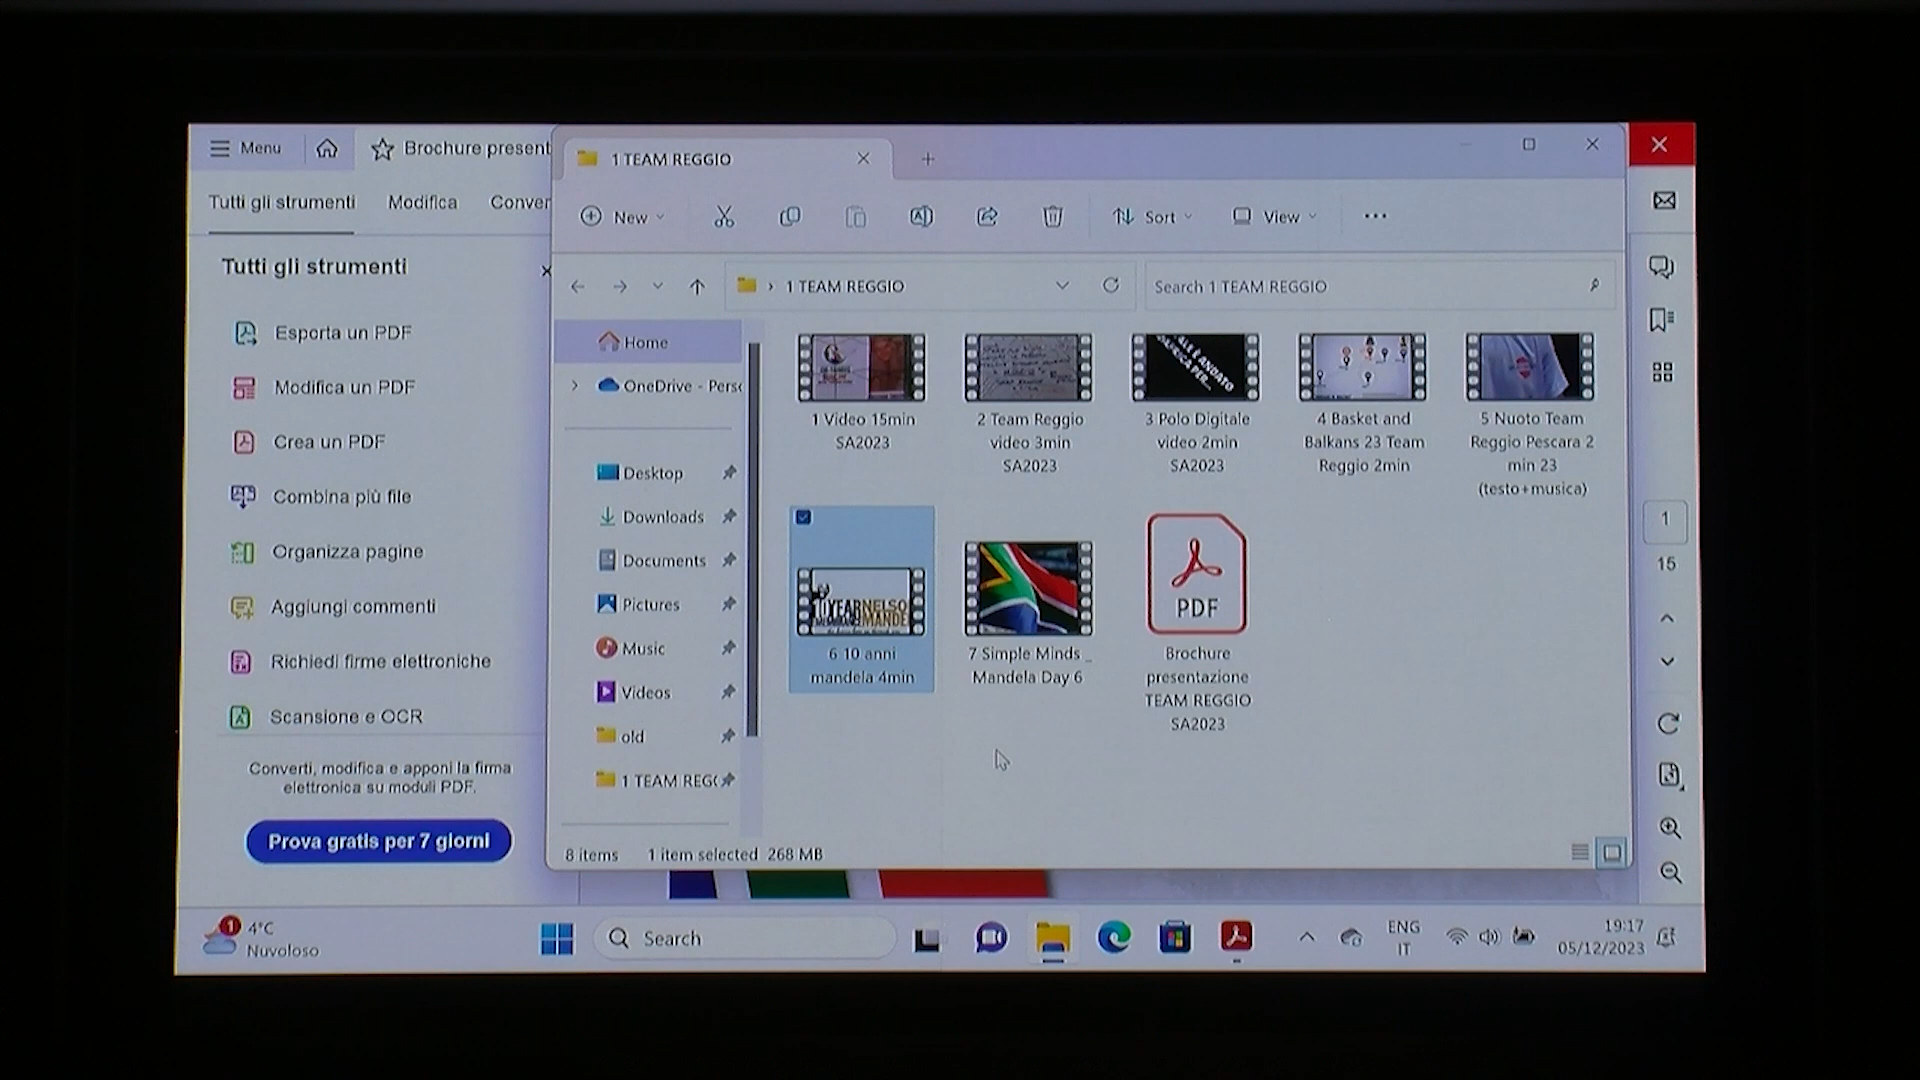 Menu
Brochure present
Tutti gli strumenti
Modifica
Conver
Tutti gli strumenti
Esporta un PDF
Modifica un PDF
Crea un PDF
Combina più file
Organizza pagine
Aggiungi commenti
Richiedi firme elettroniche
Scansione e OCR
Converti, modifica e apponi la firma
elettronica su moduli PDF.
Prova gratis per 7 giorni
1 TEAM REGGIO
New
Sort
View
1 TEAM REGGIO
Search 1 TEAM REGGIO
Home
OneDrive - Perso
Desktop
Downloads
Documents
Pictures
Music
Videos
old
1 TEAM REGG
1 Video 15min
SA2023
2 Team Reggio
video 3min
SA2023
3 Polo Digitale
video 2min
SA2023
4 Basket and
Balkans 23 Team
Reggio 2min
5 Nuoto Team
Reggio Pescara 2
min 23
(testo+musica)
6 10 anni
mandela 4min
7 Simple Minds _
Mandela Day 6
PDF
Brochure
presentazione
TEAM REGGIO
SA2023
8 items
1 item selected 268 MB
1
15
1
4°C
Nuvoloso
Search
ENG
IT
19:17
05/12/2023